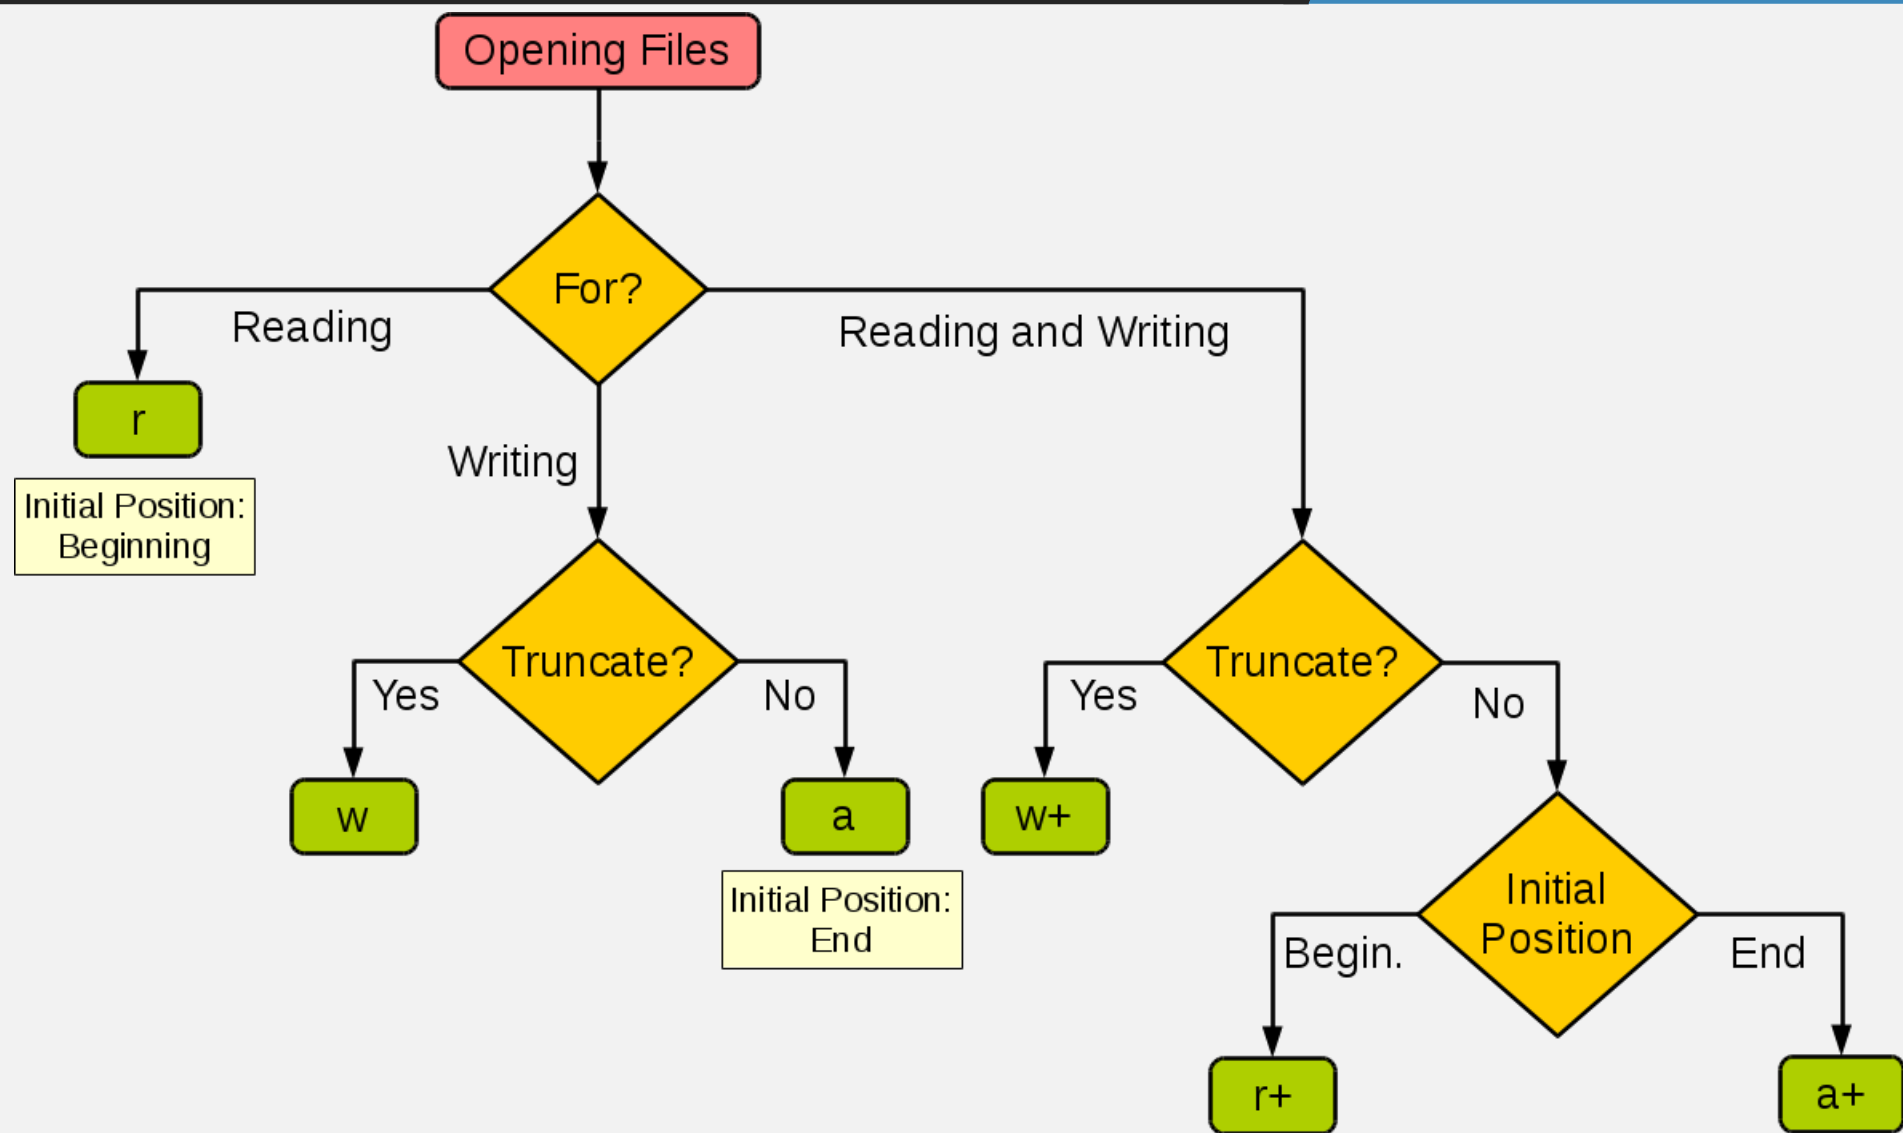 Opening Files
For?
Reading
Reading and Writing
r
Writing
Initial Position:
Beginning
Truncate?
Yes
No
w
a
Initial Position:
End
Truncate?
Yes
No
w+
Initial
Position
Begin.
End
r+
a+